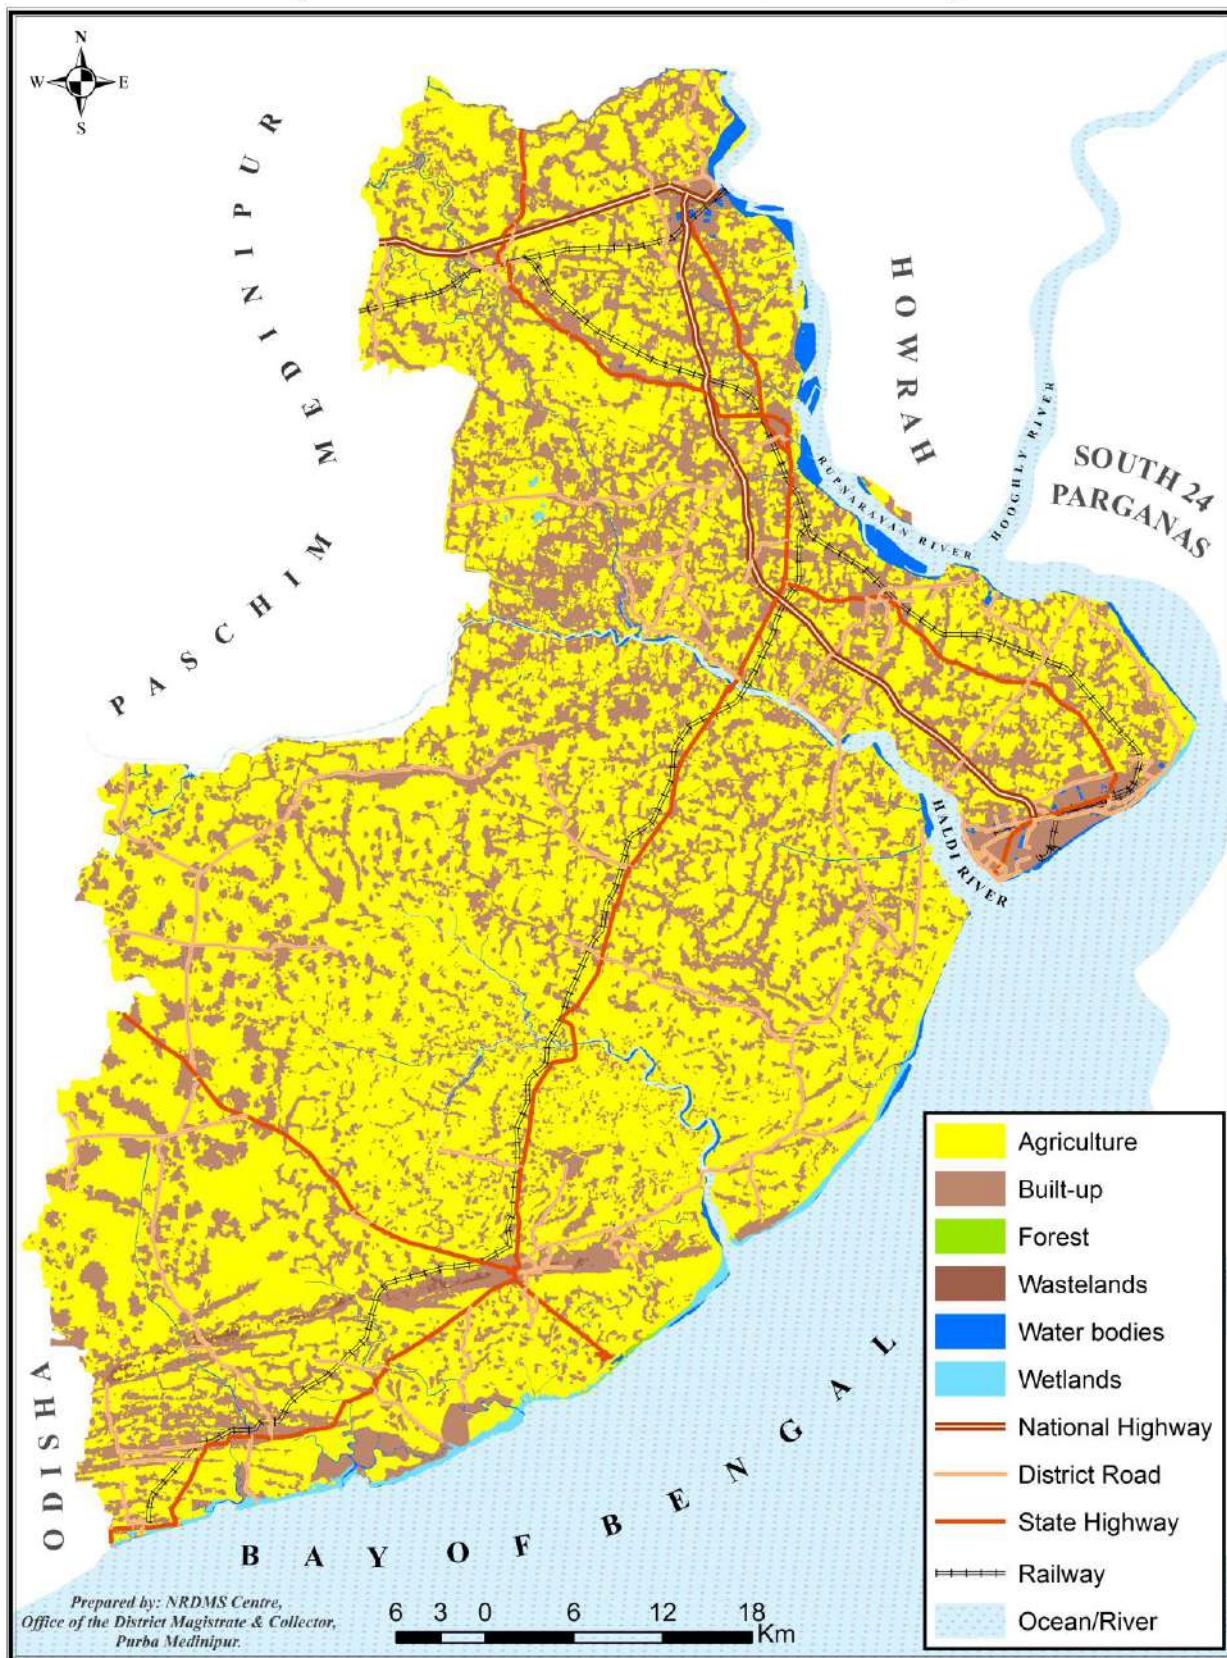 N
W E
S
PASCHIM MEDINIPUR
HOWRAH
HOOGHLY RIVER
SOUTH 24
PARGANAS
RUPNARAYAN RIVER
HALDI RIVER
ODISHA
BAY OF BENGAL
Agriculture
Built-up
Forest
Wastelands
Water bodies
Wetlands
National Highway
District Road
State Highway
Railway
Ocean/River
Prepared by: NRDMS Centre,
Office of the District Magistrate & Collector,
Purba Medinipur.
6 3 0 6 12 18
Km